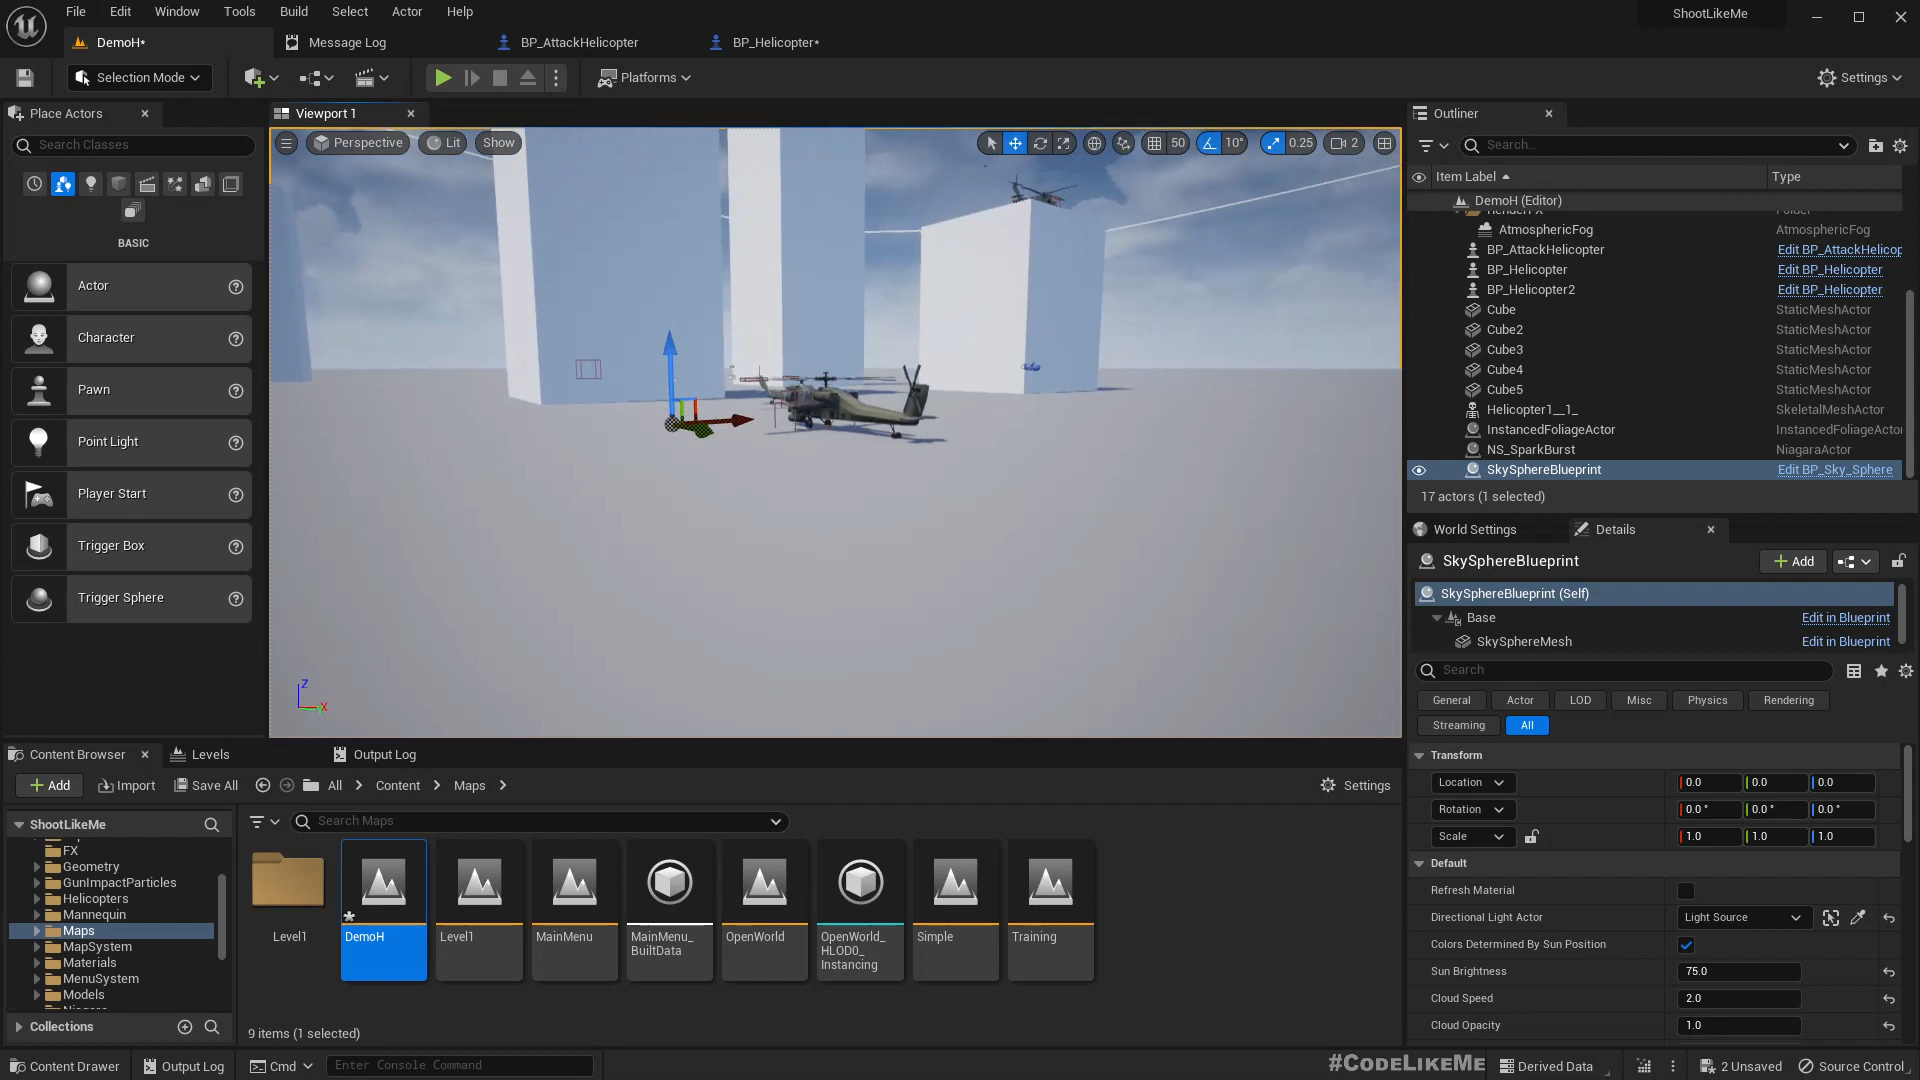 File Edit Window Tools Build Select Actor Help
ShootLikeMe
DemoH* Message Log BP_AttackHelicopter BP_Helicopter*
Selection Mode Platforms Settings
Place Actors
Search Classes
BASIC
Actor
Character
Pawn
Point Light
Player Start
Trigger Box
Trigger Sphere
Viewport 1
Perspective Lit Show 50 10° 0.25 2
Z
X
Outliner
Search...
Item Label Type
DemoH (Editor)
AtmosphericFog AtmosphericFog
BP_AttackHelicopter Edit BP_AttackHelicop
BP_Helicopter Edit BP_Helicopter
BP_Helicopter2 Edit BP_Helicopter
Cube StaticMeshActor
Cube2 StaticMeshActor
Cube3 StaticMeshActor
Cube4 StaticMeshActor
Cube5 StaticMeshActor
Helicopter1__1_ SkeletalMeshActor
InstancedFoliageActor InstancedFoliageActo
NS_SparkBurst NiagaraActor
SkySphereBlueprint Edit BP_Sky_Sphere
17 actors (1 selected)
World Settings Details
SkySphereBlueprint Add
SkySphereBlueprint (Self)
Base Edit in Blueprint
SkySphereMesh Edit in Blueprint
Search
General Actor LOD Misc Physics Rendering
Streaming All
Transform
Location 0.0 0.0 0.0
Rotation 0.0 ° 0.0 ° 0.0 °
Scale 1.0 1.0 1.0
Default
Refresh Material
Directional Light Actor Light Source
Colors Determined By Sun Position
Sun Brightness 75.0
Cloud Speed 2.0
Cloud Opacity 1.0
Content Browser Levels Output Log
Add Import Save All All Content Maps Settings
ShootLikeMe
FX
Geometry
GunImpactParticles
Helicopters
Mannequin
Maps
MapSystem
Materials
MenuSystem
Models
Collections
Search Maps
Level1
DemoH
Level1
MainMenu
MainMenu_
BuiltData
OpenWorld
OpenWorld_
HLOD0_
Instancing
Simple
Training
9 items (1 selected)
Content Drawer Output Log Cmd Enter Console Command #CODELIKEME Derived Data 2 Unsaved Source Control